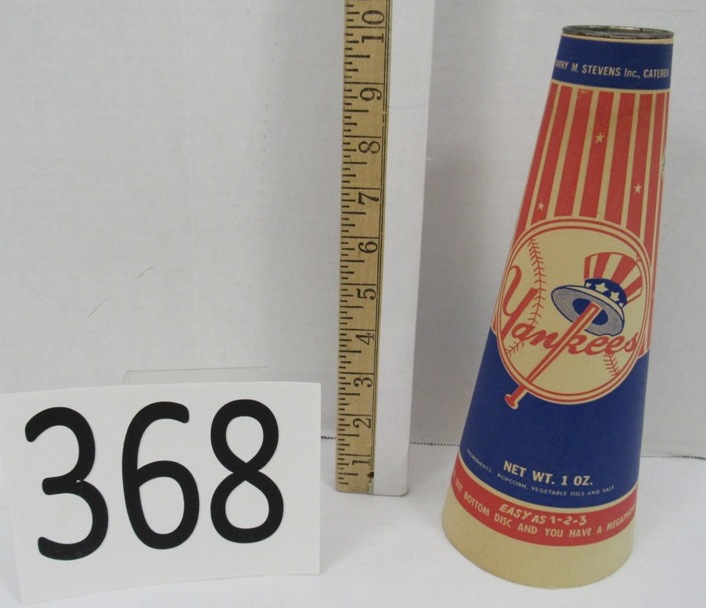 10
9
8
7
6
5
4
3
2
1
M. STEVENS Inc., CATERER
Yankees
NET WT. 1 OZ.
INGREDIENTS. POPCORN, VEGETABLE OILS AND SALT
EASY AS 1-2-3
BOTTOM DISC AND YOU HAVE A MEGAPHONE
368